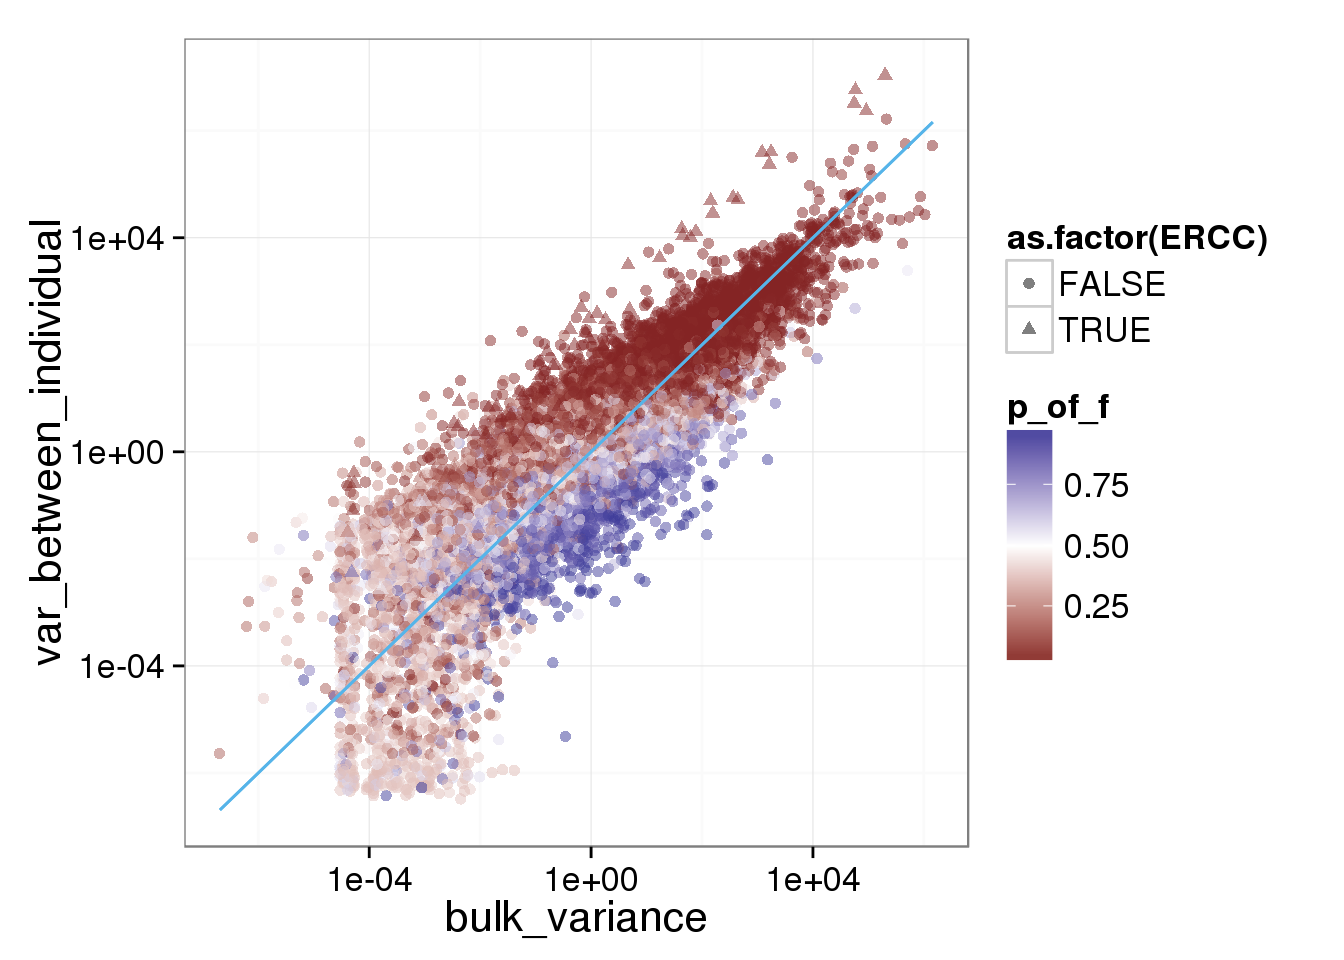 var_between_individual
1e+04
1e+00
1e-04
1e-04
1e+00
1e+04
bulk_variance
as.factor(ERCC)
FALSE
TRUE
p_of_f
0.75
0.50
0.25